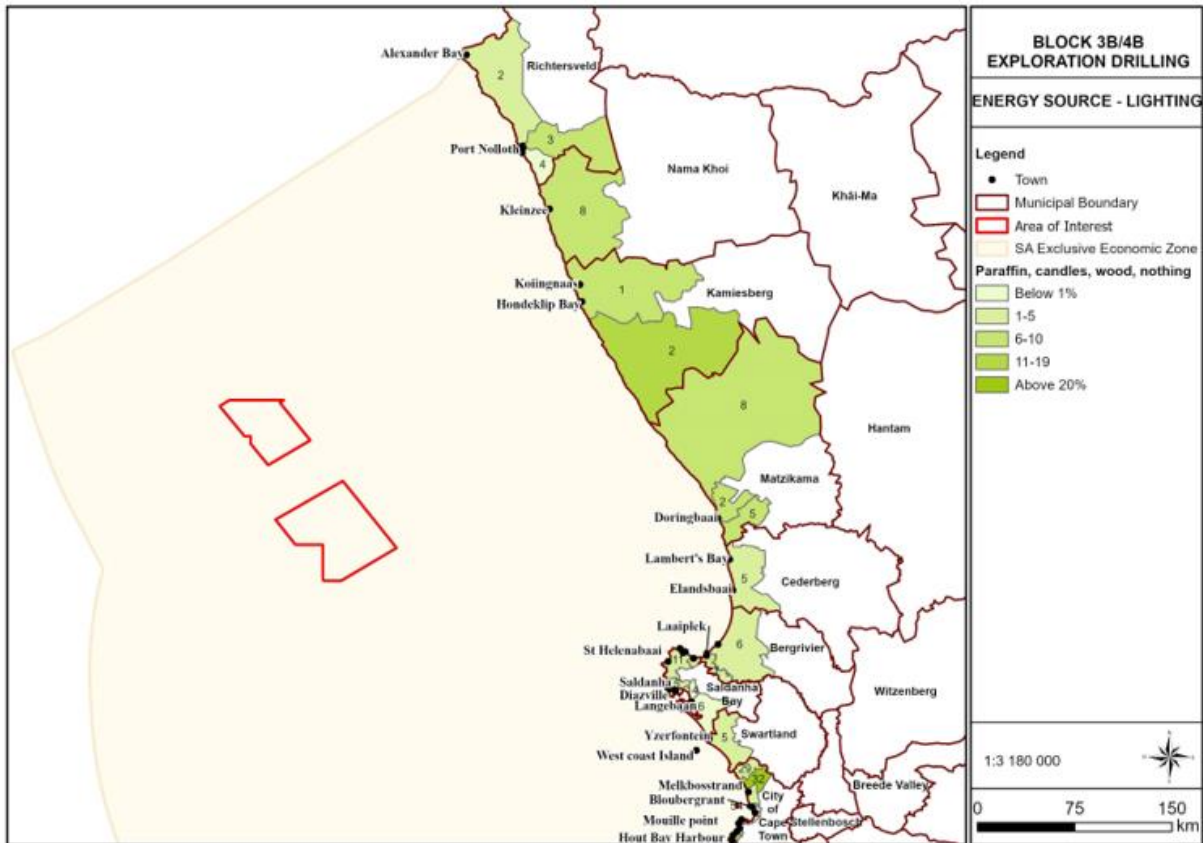 BLOCK 3B/4B
EXPLORATION DRILLING
ENERGY SOURCE - LIGHTING
Legend
Town
Municipal Boundary
Area of Interest
SA Exclusive Economic Zone
Paraffin, candles, wood, nothing
Below 1%
1-5
6-10
11-19
Above 20%
1:3 180 000
0 75 150
km
Alexander Bay
2
Richtersveld
3
Port Nolloth
4
Nama Khoi
Khâi-Ma
Kleinzee
8
Koiingnaas
1
Kamiesberg
Hondeklip Bay
2
8
Hantam
Matzikama
2
5
Doringbaai
Lambert's Bay
5
Cederberg
Elandsbaai
Laaiplek
6
Bergrivier
St Helenabaai
11
Saldanha
Saldanha
Bay
Witzenberg
Diazville
Langebaan
6
Yzerfontein
5
Swartland
West coast Island
29
32
Melkbosstrand
Breede Valley
Bloubergrant
City
of
Cape
Town
Stellenbosch
Mouille point
Hout Bay Harbour